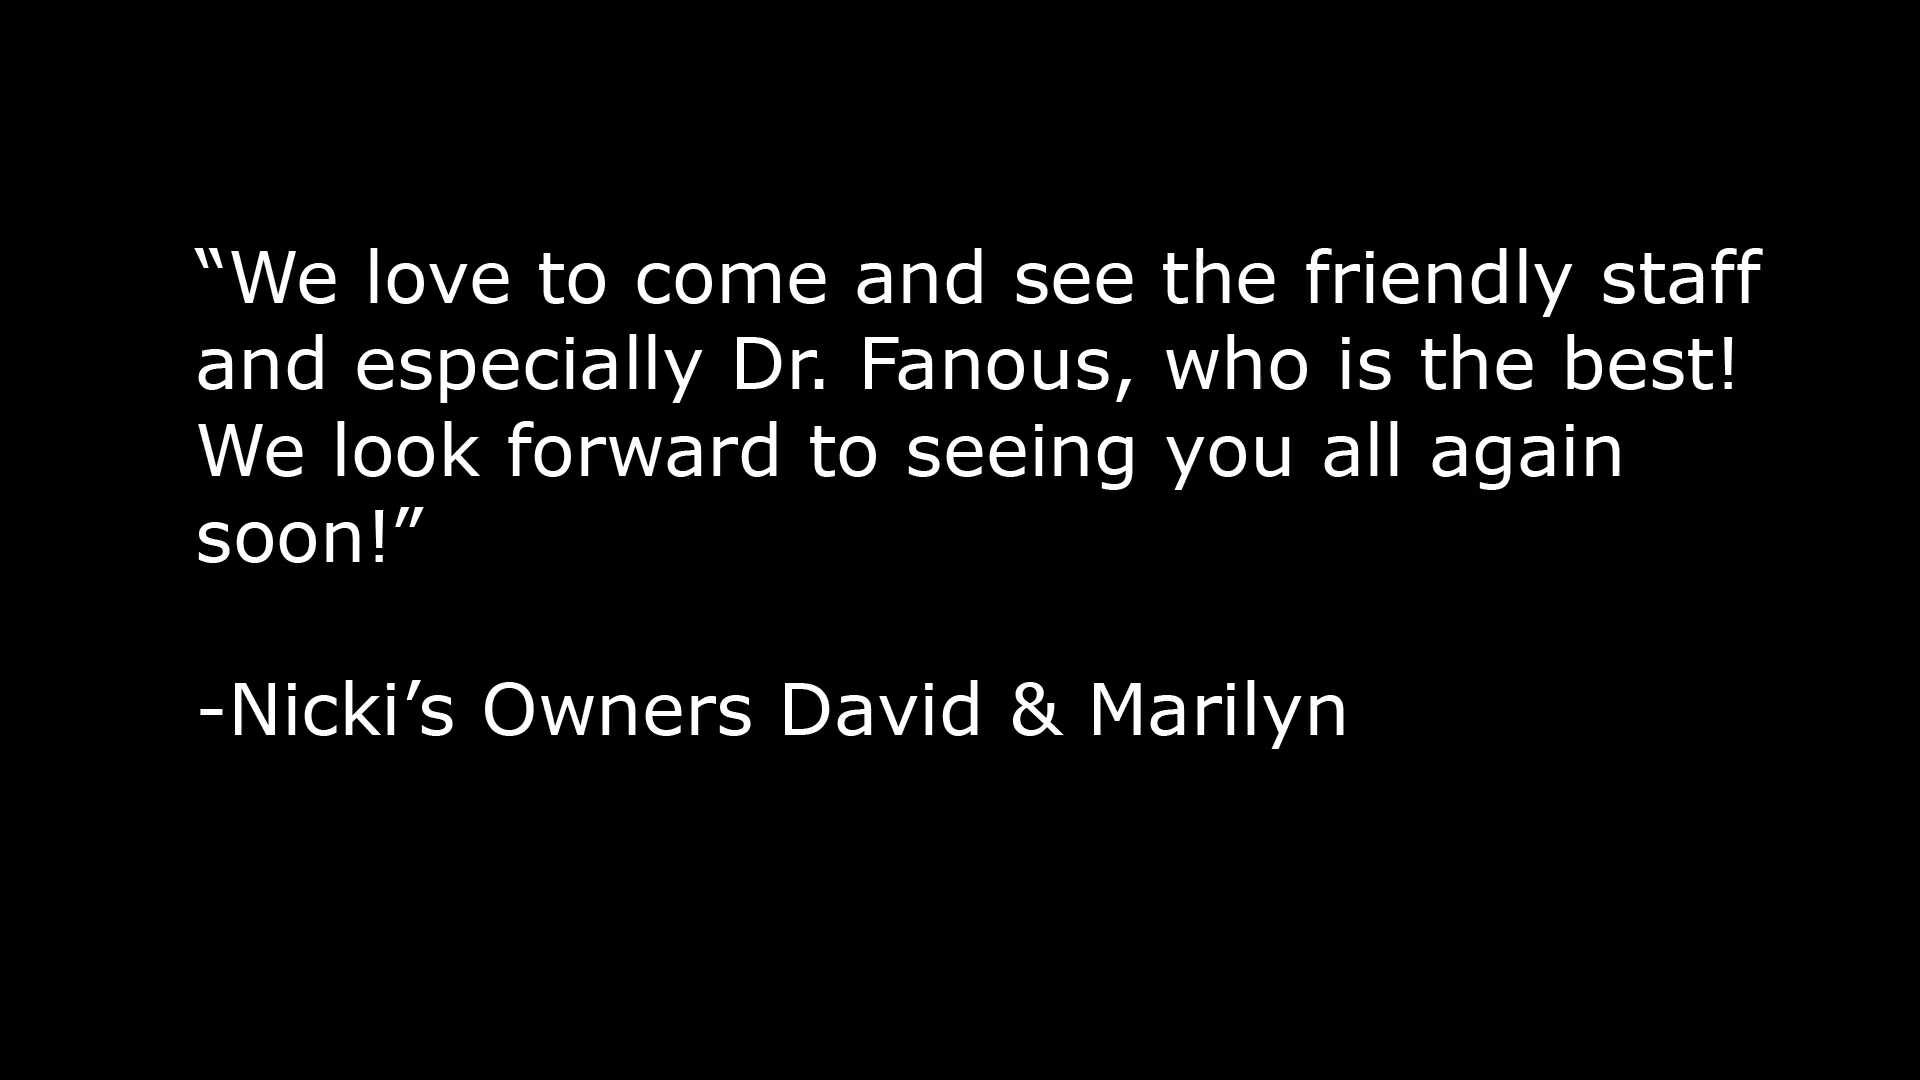 “We love to come and see the friendly staff
and especially Dr. Fanous, who is the best!
We look forward to seeing you all again
soon!”
-Nicki’s Owners David & Marilyn